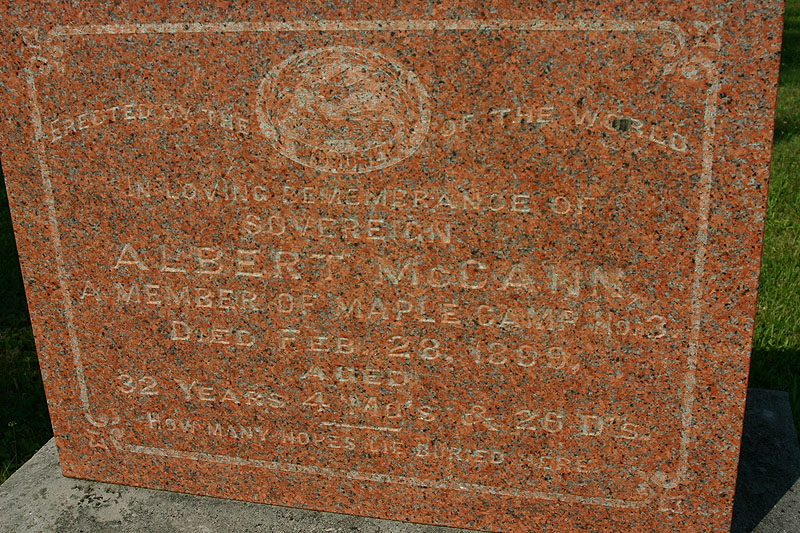 ERECTED BY THE OF THE WORLD
IN LOVING REMEMBRANCE OF
SOVEREIGN
ALBERT McCANN,
A MEMBER OF MAPLE CAMP No. 3.
DIED FEB. 28, 1899,
AGED
32 YEARS 4 MO'S & 26 D'S.
HOW MANY HOPES LIE BURIED HERE